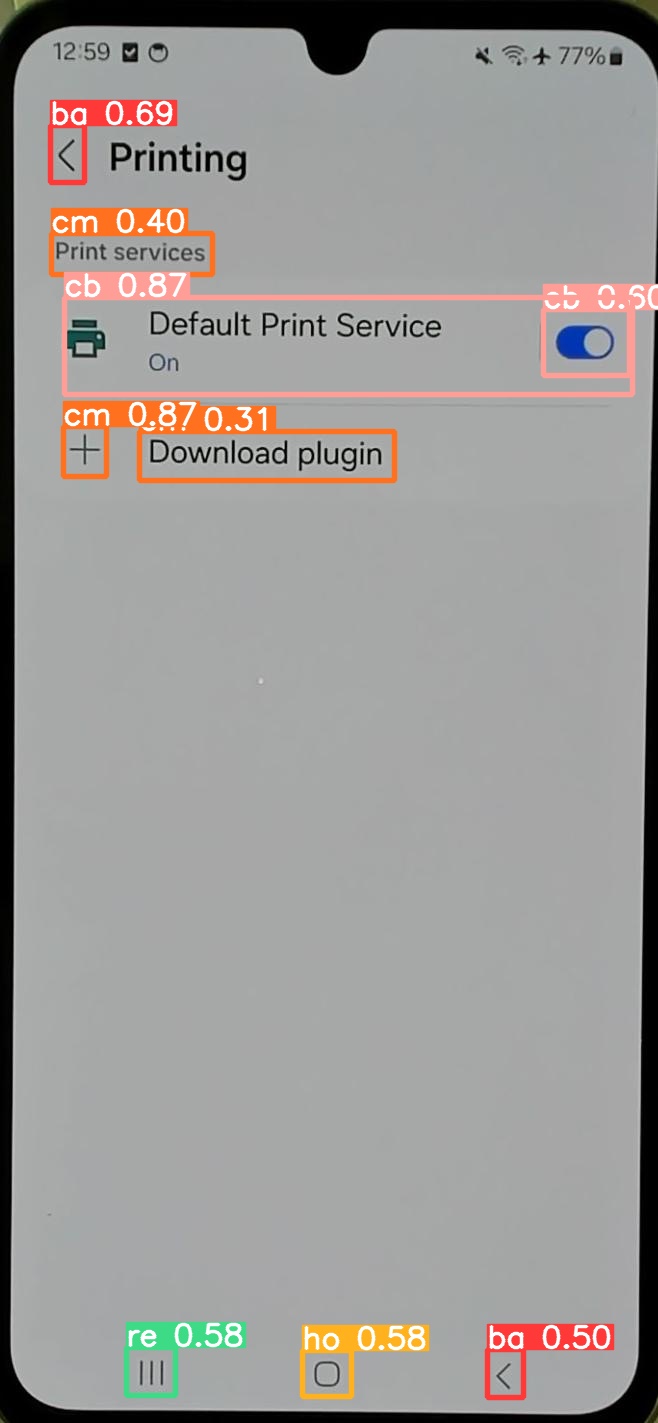 12:59 77%
ba 0.69
Printing
cm 0.40
Print services
cb 0.87
cb 0.60
Default Print Service
On
cm 0.87
0.31
Download plugin
re 0.58
ho 0.58
ba 0.50